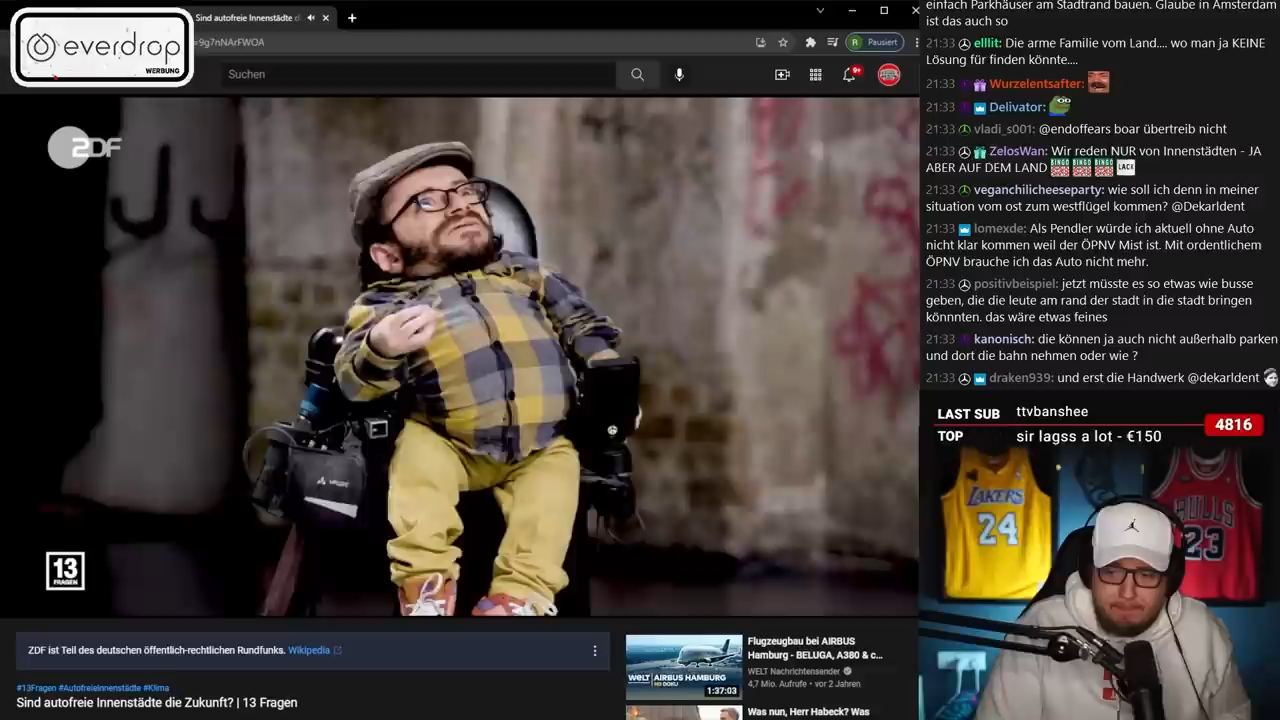 everdrop
WERBUNG
Sind autofreie Innenstädte d
=9g7nNArFWOA
Pausiert
R
Suchen
9+
ZDF
13
FRAGEN
ZDF ist Teil des deutschen öffentlich-rechtlichen Rundfunks. Wikipedia
#13Fragen #AutofreieInnenstädte #Klima
Sind autofreie Innenstädte die Zukunft? | 13 Fragen
WELT AIRBUS HAMBURG
1:37:03
Flugzeugbau bei AIRBUS
Hamburg - BELUGA, A380 & c...
WELT Nachrichtensender
4,7 Mio. Aufrufe • vor 2 Jahren
Was nun, Herr Habeck? Was
einfach Parkhäuser am Stadtrand bauen. Glaube in Amsterdam
ist das auch so
21:33 elllit: Die arme Familie vom Land.... wo man ja KEINE
Lösung für finden könnte....
21:33 Wurzelentsafter:
21:33 Delivator:
21:33 vladi_s001: @endoffears boar übertreib nicht
21:33 ZelosWan: Wir reden NUR von Innenstädten - JA
ABER AUF DEM LAND BINGO BINGO BINGO LACK
21:33 veganchilicheeseparty: wie soll ich denn in meiner
situation vom ost zum westflügel kommen? @Dekarldent
21:33 lomexde: Als Pendler würde ich aktuell ohne Auto
nicht klar kommen weil der ÖPNV Mist ist. Mit ordentlichem
ÖPNV brauche ich das Auto nicht mehr.
21:33 positivbeispiel: jetzt müsste es so etwas wie busse
geben, die die leute am rand der stadt in die stadt bringen
könnnten. das wäre etwas feines
21:33 kanonisch: die können ja auch nicht außerhalb parken
und dort die bahn nehmen oder wie ?
21:33 draken939: und erst die Handwerk @dekarldent
LAST SUB ttvbanshee
TOP sir lagss a lot - €150
4816
LAKERS
24
BULLS
23